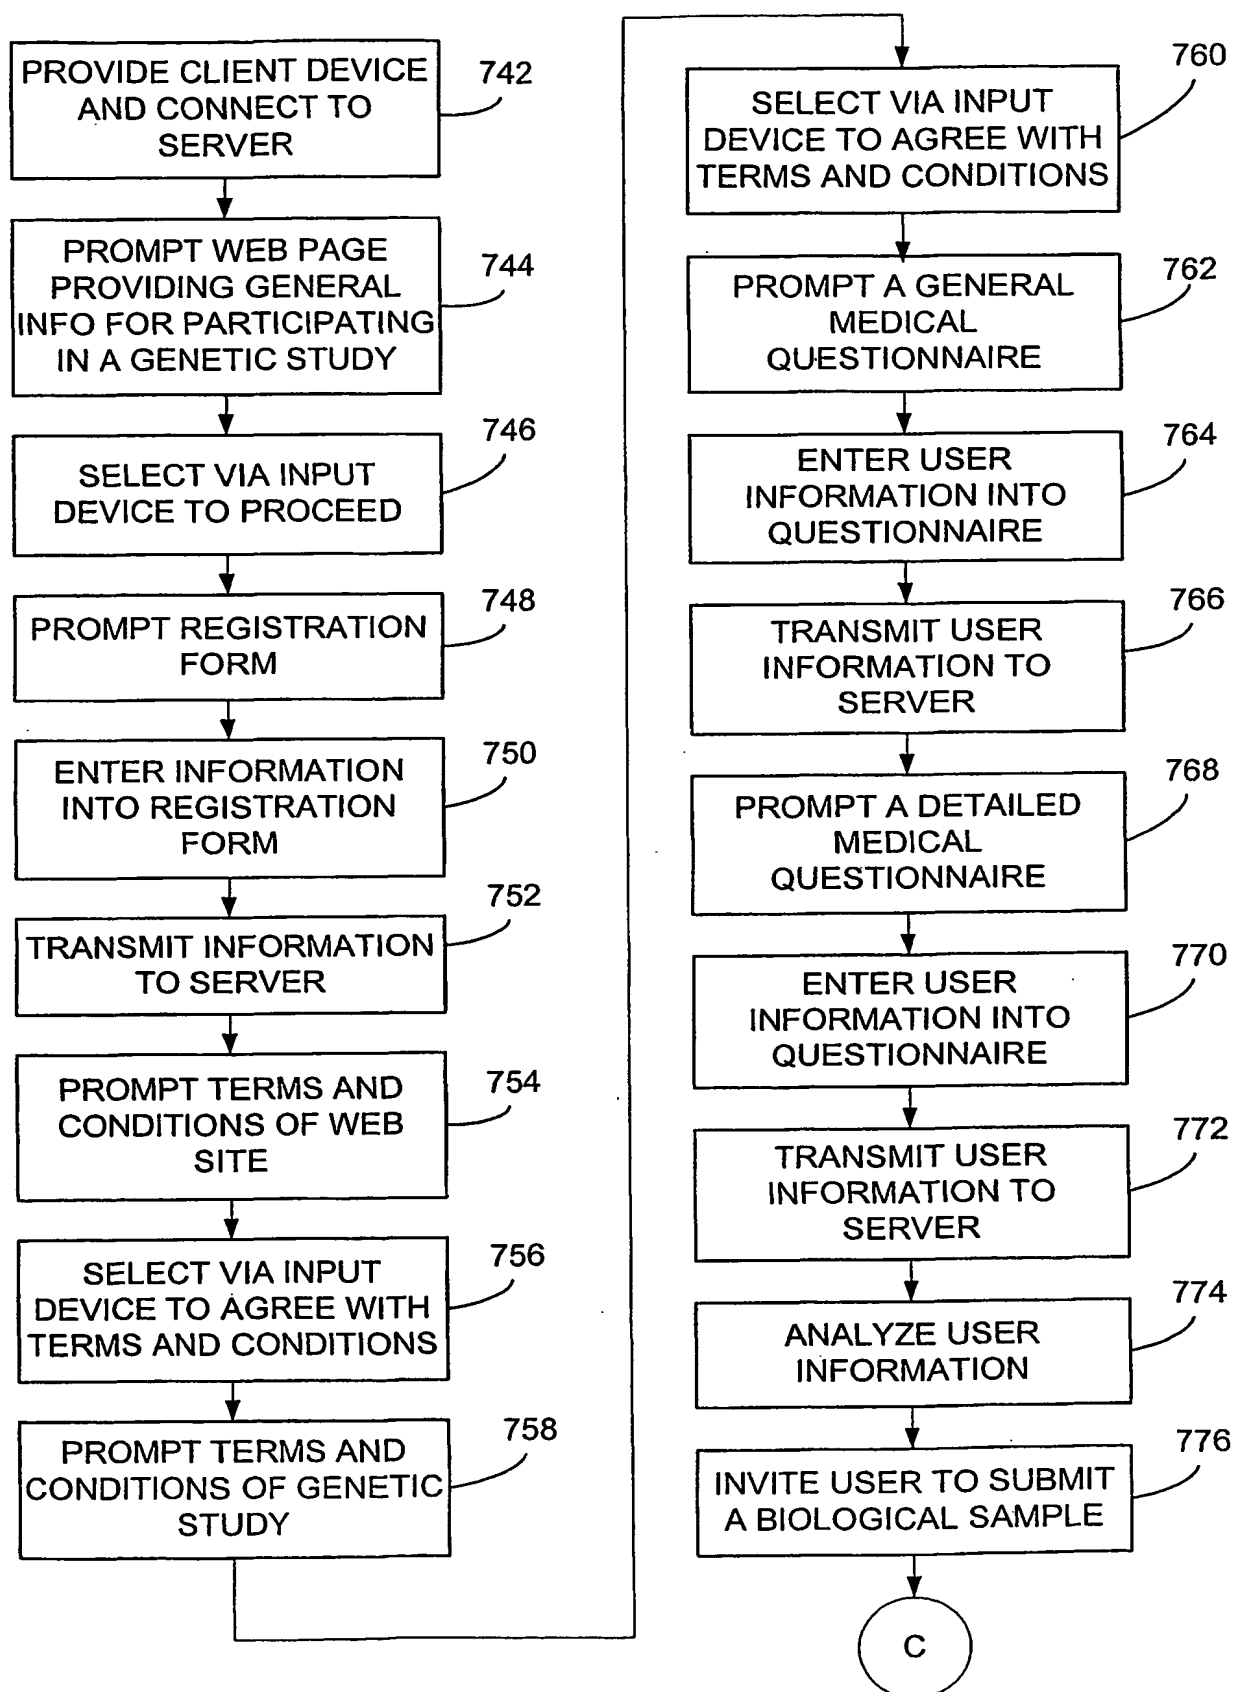 PROVIDE CLIENT DEVICE
AND CONNECT TO
SERVER
742
PROMPT WEB PAGE
PROVIDING GENERAL
INFO FOR PARTICIPATING
IN A GENETIC STUDY
744
SELECT VIA INPUT
DEVICE TO PROCEED
746
PROMPT REGISTRATION
FORM
748
ENTER INFORMATION
INTO REGISTRATION
FORM
750
TRANSMIT INFORMATION
TO SERVER
752
PROMPT TERMS AND
CONDITIONS OF WEB
SITE
754
SELECT VIA INPUT
DEVICE TO AGREE WITH
TERMS AND CONDITIONS
756
PROMPT TERMS AND
CONDITIONS OF GENETIC
STUDY
758
SELECT VIA INPUT
DEVICE TO AGREE WITH
TERMS AND CONDITIONS
760
PROMPT A GENERAL
MEDICAL
QUESTIONNAIRE
762
ENTER USER
INFORMATION INTO
QUESTIONNAIRE
764
TRANSMIT USER
INFORMATION TO
SERVER
766
PROMPT A DETAILED
MEDICAL
QUESTIONNAIRE
768
ENTER USER
INFORMATION INTO
QUESTIONNAIRE
770
TRANSMIT USER
INFORMATION TO
SERVER
772
ANALYZE USER
INFORMATION
774
INVITE USER TO SUBMIT
A BIOLOGICAL SAMPLE
776
C